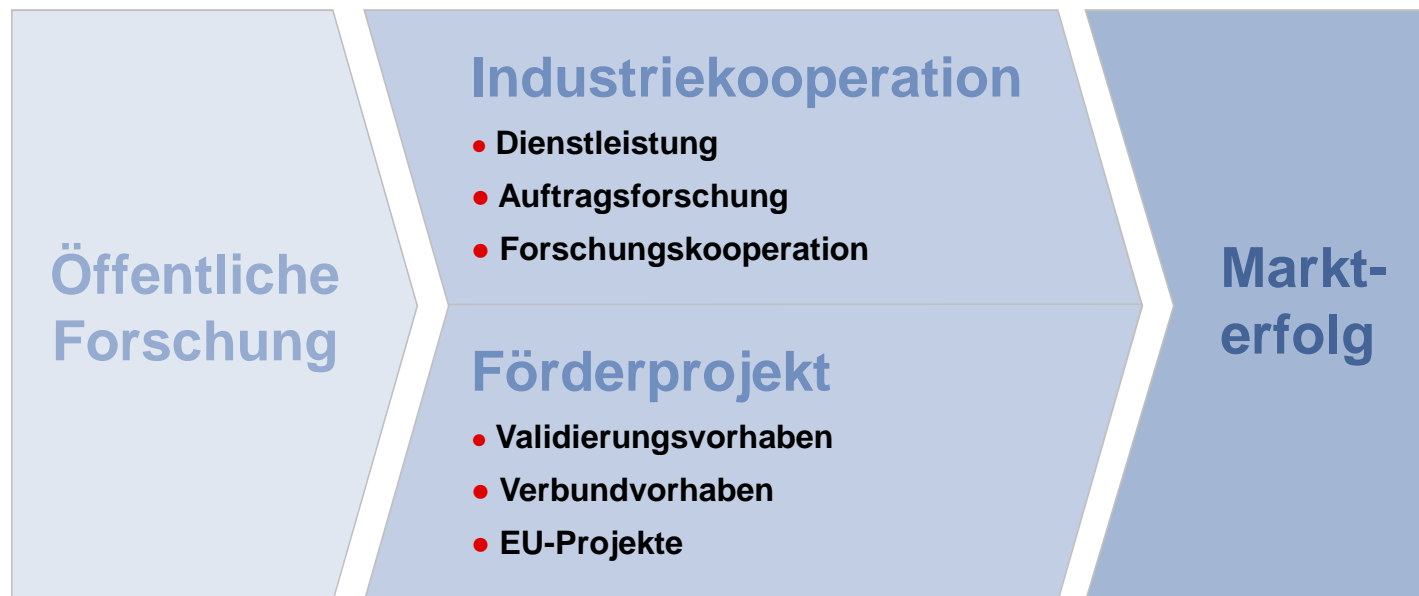 Öffentliche
Forschung
Industriekooperation
● Dienstleistung
● Auftragsforschung
● Forschungskooperation
Förderprojekt
● Validierungsvorhaben
● Verbundvorhaben
● EU-Projekte
Markt-
erfolg